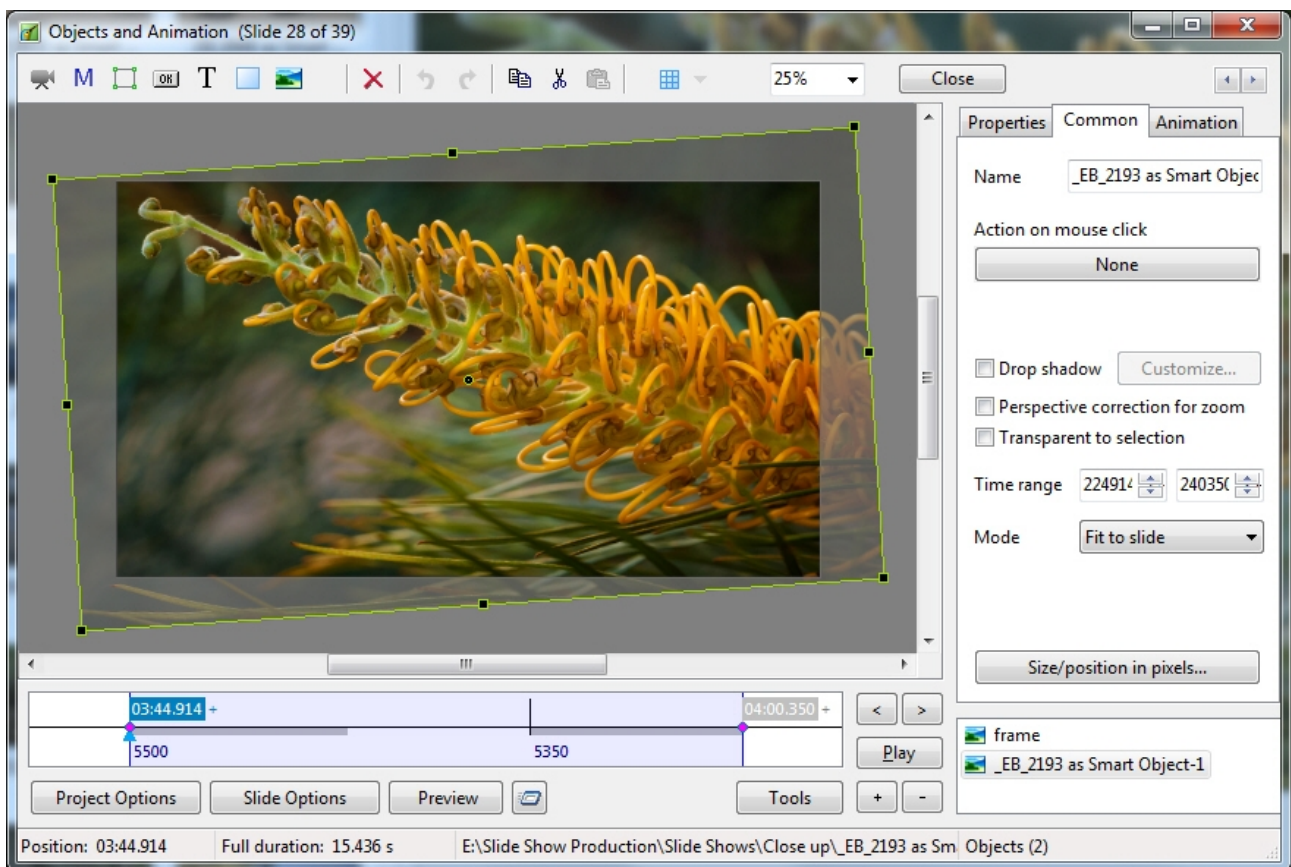 Objects and Animation (Slide 28 of 39)
M OK T 25% Close
Properties Common Animation
Name _EB_2193 as Smart Objec
Action on mouse click
None
Drop shadow Customize...
Perspective correction for zoom
Transparent to selection
Time range 224914 240350
Mode Fit to slide
Size/position in pixels...
03:44.914 + 04:00.350 + < >
5500 5350 Play
frame
_EB_2193 as Smart Object-1
Project Options Slide Options Preview Tools + -
Position: 03:44.914 Full duration: 15.436 s E:\Slide Show Production\Slide Shows\Close up\_EB_2193 as Sm Objects (2)